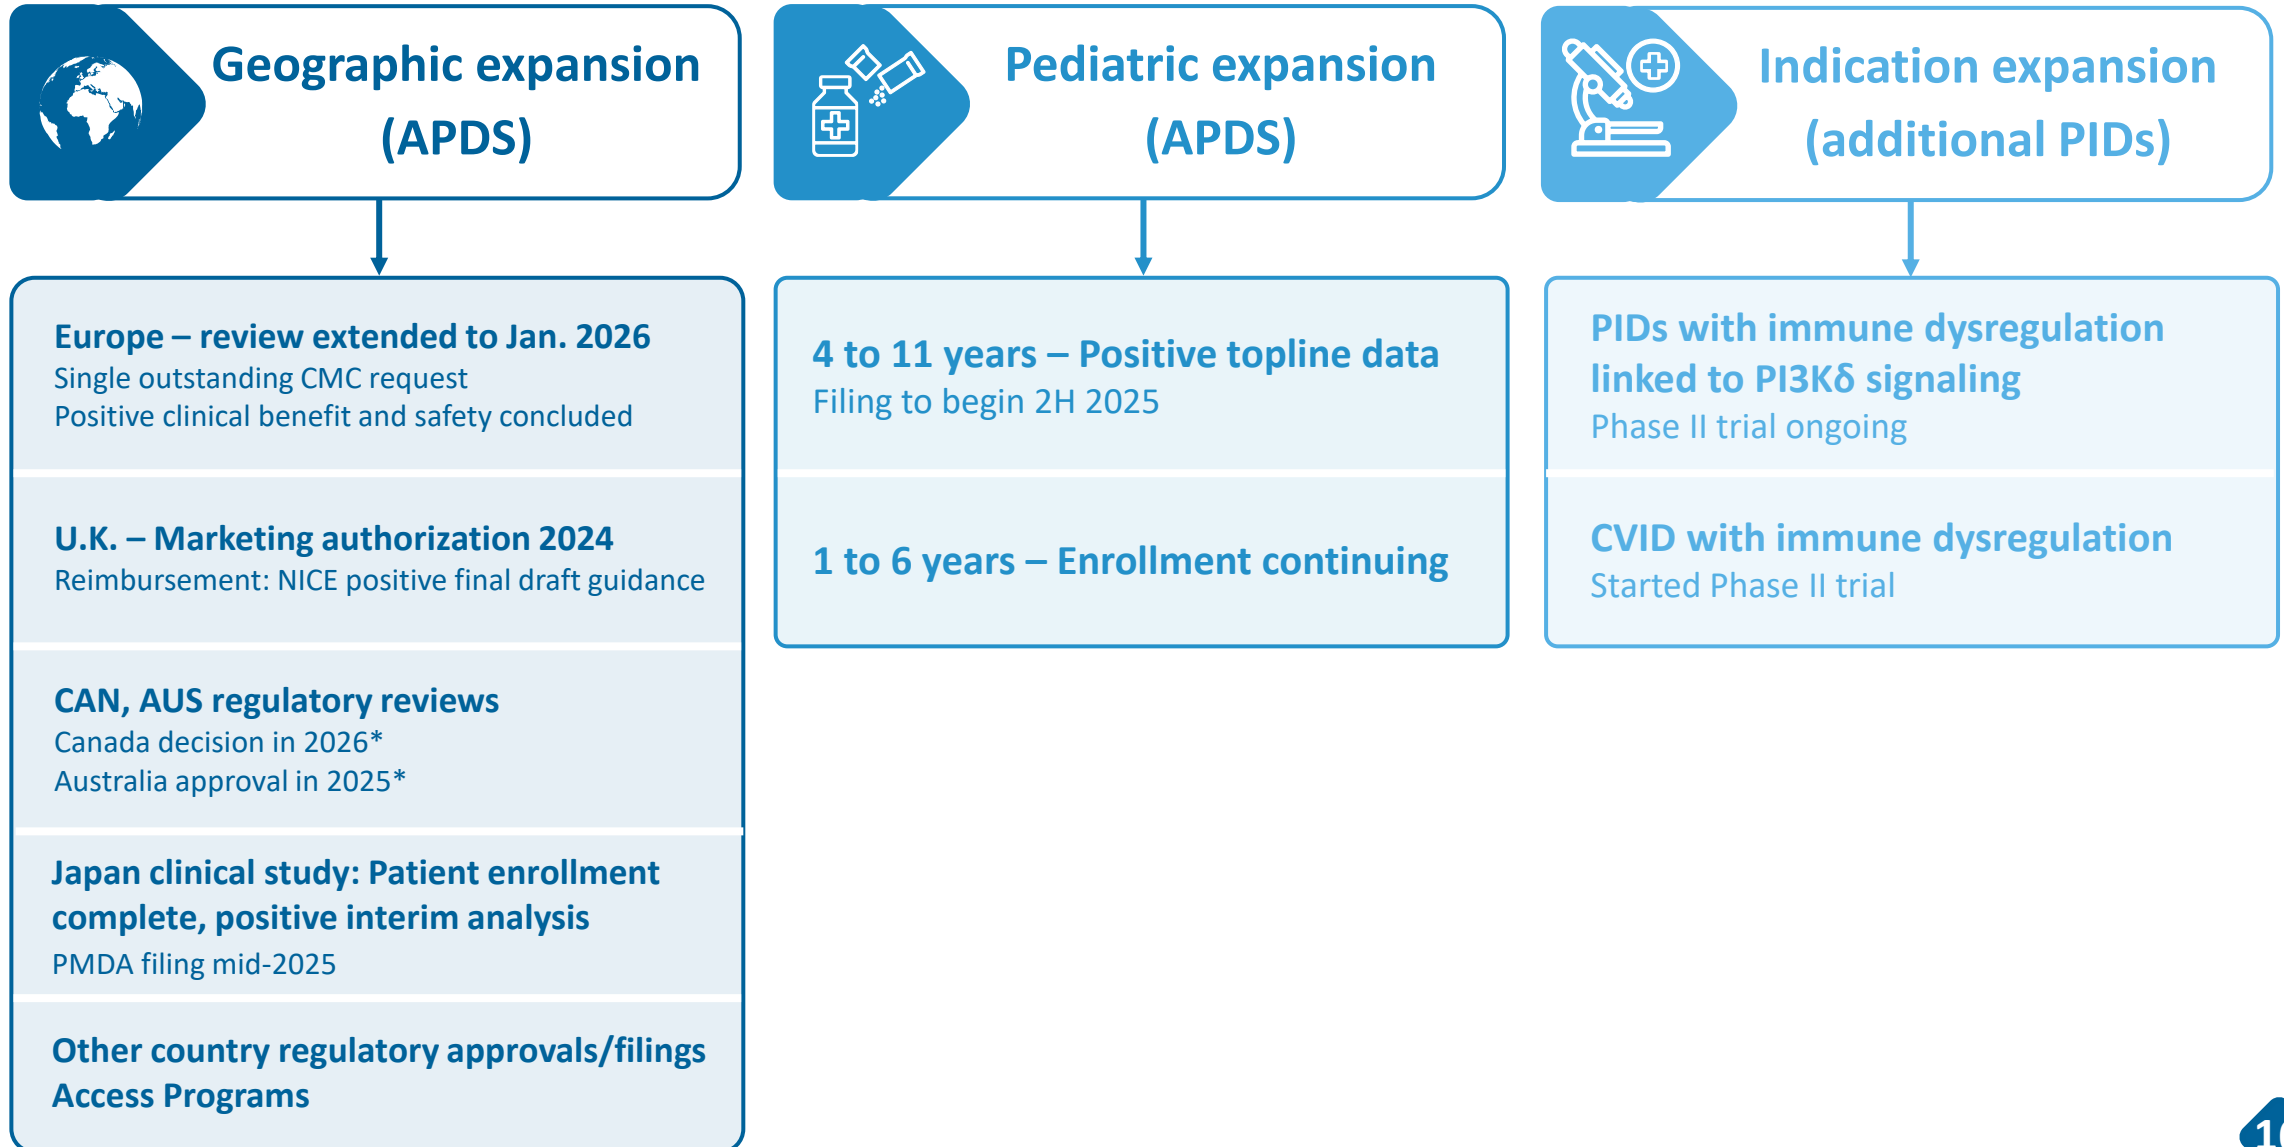 Geographic expansion
(APDS)
Europe – review extended to Jan. 2026
Single outstanding CMC request
Positive clinical benefit and safety concluded
U.K. – Marketing authorization 2024
Reimbursement: NICE positive final draft guidance
CAN, AUS regulatory reviews
Canada decision in 2026*
Australia approval in 2025*
Japan clinical study: Patient enrollment
complete, positive interim analysis
PMDA filing mid-2025
Other country regulatory approvals/filings
Access Programs
Pediatric expansion
(APDS)
4 to 11 years – Positive topline data
Filing to begin 2H 2025
1 to 6 years – Enrollment continuing
Indication expansion
(additional PIDs)
PIDs with immune dysregulation
linked to PI3Kδ signaling
Phase II trial ongoing
CVID with immune dysregulation
Started Phase II trial